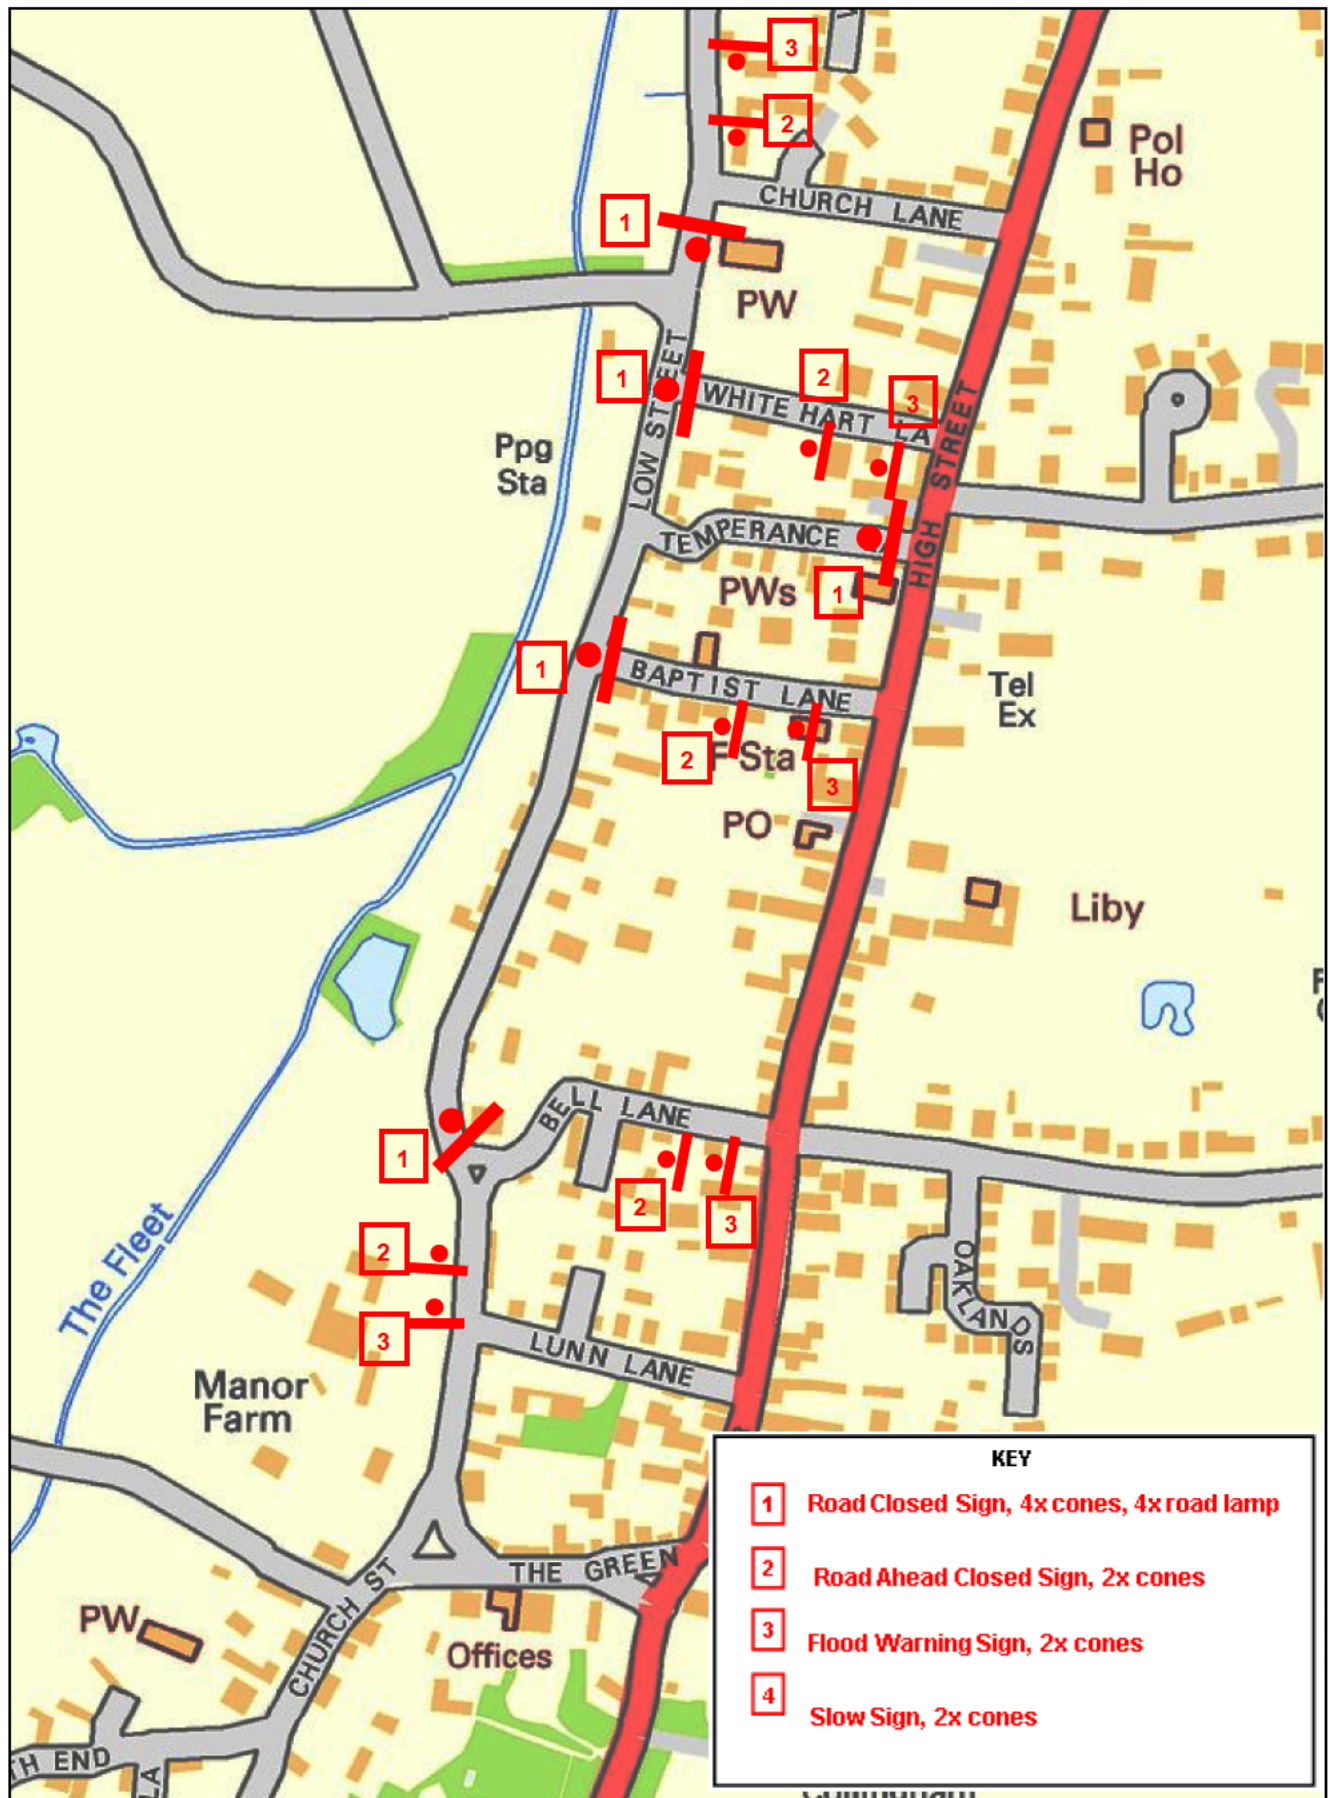 3
Pol
Ho
2
CHURCH LANE
1
PW
LOW STREET
1
2
WHITE HART LA
3
HIGH STREET
Ppg
Sta
TEMPERANCE
PWs
1
1
BAPTIST LANE
Tel
Ex
2
F Sta
3
PO
Liby
BELL LANE
1
2
3
The Fleet
2
OAKLANDS
3
LUNN LANE
Manor
Farm
THE GREEN
CHURCH ST
PW
Offices
TH END
LA
KEY
1 Road Closed Sign, 4x cones, 4x road lamp
2 Road Ahead Closed Sign, 2x cones
3 Flood Warning Sign, 2x cones
4 Slow Sign, 2x cones